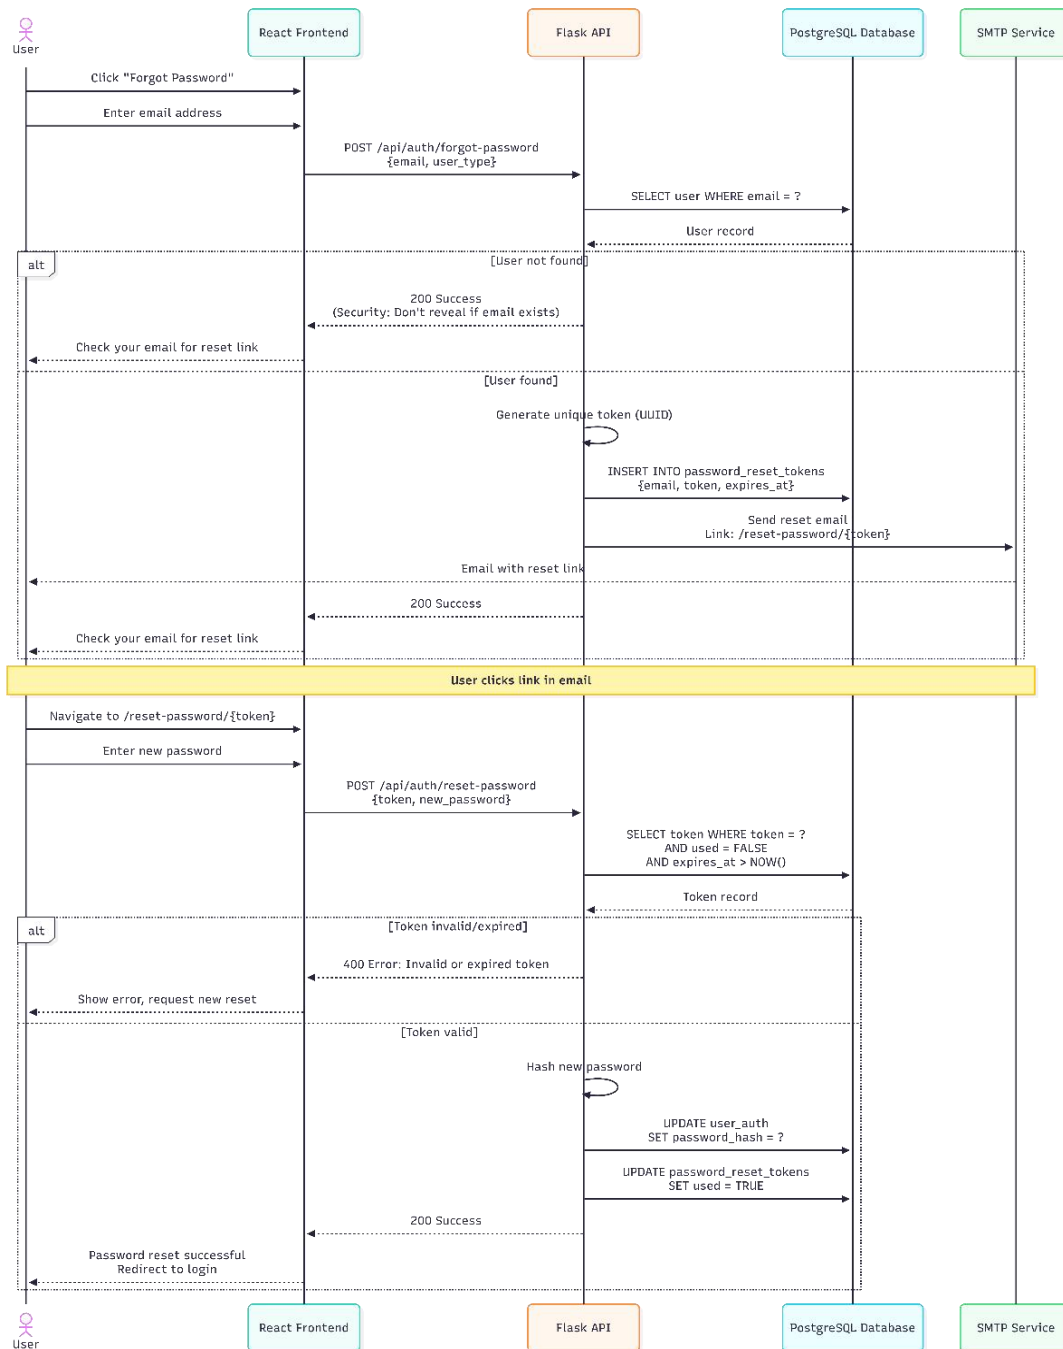 User
React Frontend
Flask API
PostgreSQL Database
SMTP Service
Click "Forgot Password"
Enter email address
POST /api/auth/forgot-password
{email, user_type}
SELECT user WHERE email = ?
User record
alt
[User not found]
200 Success
(Security: Don't reveal if email exists)
Check your email for reset link
[User found]
Generate unique token (UUID)
INSERT INTO password_reset_tokens
{email, token, expires_at}
Send reset email
Link: /reset-password/{token}
Email with reset link
200 Success
Check your email for reset link
User clicks link in email
Navigate to /reset-password/{token}
Enter new password
POST /api/auth/reset-password
{token, new_password}
SELECT token WHERE token = ?
AND used = FALSE
AND expires_at > NOW()
Token record
alt
[Token invalid/expired]
400 Error: Invalid or expired token
Show error, request new reset
[Token valid]
Hash new password
UPDATE user_auth
SET password_hash = ?
UPDATE password_reset_tokens
SET used = TRUE
200 Success
Password reset successful
Redirect to login
User
React Frontend
Flask API
PostgreSQL Database
SMTP Service